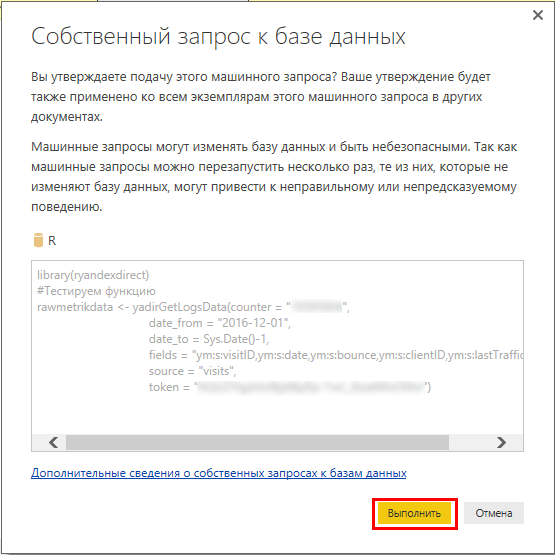 Собственный запрос к базе данных
Вы утверждаете подачу этого машинного запроса? Ваше утверждение будет
также применено ко всем экземплярам этого машинного запроса в других
документах.
Машинные запросы могут изменять базу данных и быть небезопасными. Так как
машинные запросы можно перезапустить несколько раз, те из них, которые не
изменяют базу данных, могут привести к неправильному или непредсказуемому
поведению.
R
library(ryandexdirect)
#Тестируем функцию
rawmetrikdata <- yadirGetLogsData(counter = "",
date_from = "2016-12-01",
date_to = Sys.Date()-1,
fields = "ym:s:visitID,ym:s:date,ym:s:bounce,ym:s:clientID,ym:s:lastTraffic
source = "visits",
token = "")
Дополнительные сведения о собственных запросах к базам данных
Выполнить Отмена